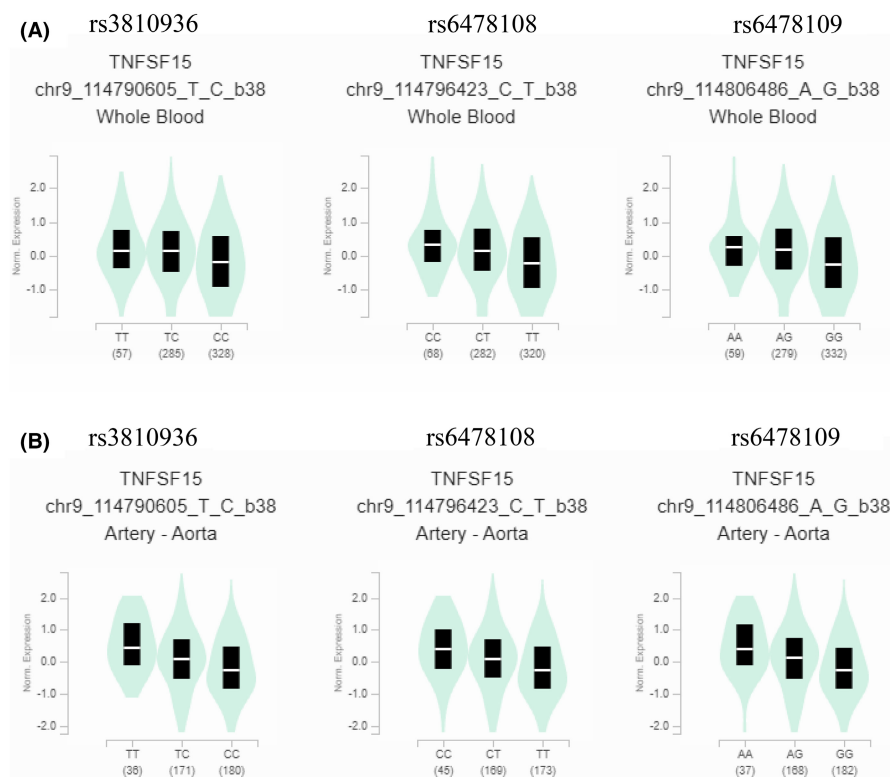 (A) rs3810936 rs6478108 rs6478109
TNFSF15 TNFSF15 TNFSF15
chr9_114790605_T_C_b38 chr9_114796423_C_T_b38 chr9_114806486_A_G_b38
Whole Blood Whole Blood Whole Blood
Norm. Expression Norm. Expression Norm. Expression
2.0 2.0 2.0
1.0 1.0 1.0
0.0 0.0 0.0
-1.0 -1.0 -1.0
TT TC CC CC CT TT AA AG GG
(57) (285) (328) (68) (282) (320) (59) (279) (332)
(B) rs3810936 rs6478108 rs6478109
TNFSF15 TNFSF15 TNFSF15
chr9_114790605_T_C_b38 chr9_114796423_C_T_b38 chr9_114806486_A_G_b38
Artery - Aorta Artery - Aorta Artery - Aorta
Norm. Expression Norm. Expression Norm. Expression
2.0 2.0 2.0
1.0 1.0 1.0
0.0 0.0 0.0
-1.0 -1.0 -1.0
-2.0 -2.0 -2.0
TT TC CC CC CT TT AA AG GG
(36) (171) (180) (45) (169) (173) (37) (168) (182)